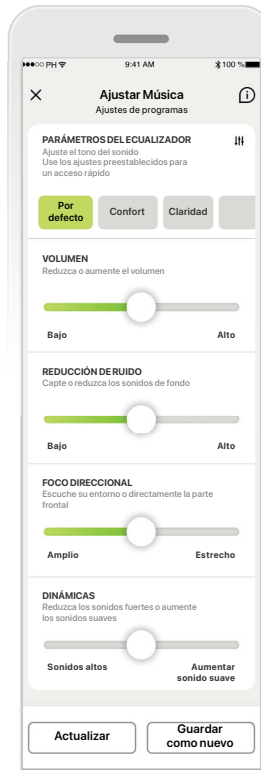 PH
9:41 AM
100 %
Ajustar Música
Ajustes de programas
PARÁMETROS DEL ECUALIZADOR
Ajuste el tono del sonido
Use los ajustes preestablecidos para
un acceso rápido
Por
defecto
Confort
Claridad
VOLUMEN
Reduzca o aumente el volumen
Bajo
Alto
REDUCCIÓN DE RUIDO
Capte o reduzca los sonidos de fondo
Bajo
Alto
FOCO DIRECCIONAL
Escuche su entorno o directamente la parte
frontal
Amplio
Estrecho
DINÁMICAS
Reduzca los sonidos fuertes o aumente
los sonidos suaves
Sonidos altos
Aumentar
sonido suave
Actualizar
Guardar
como nuevo